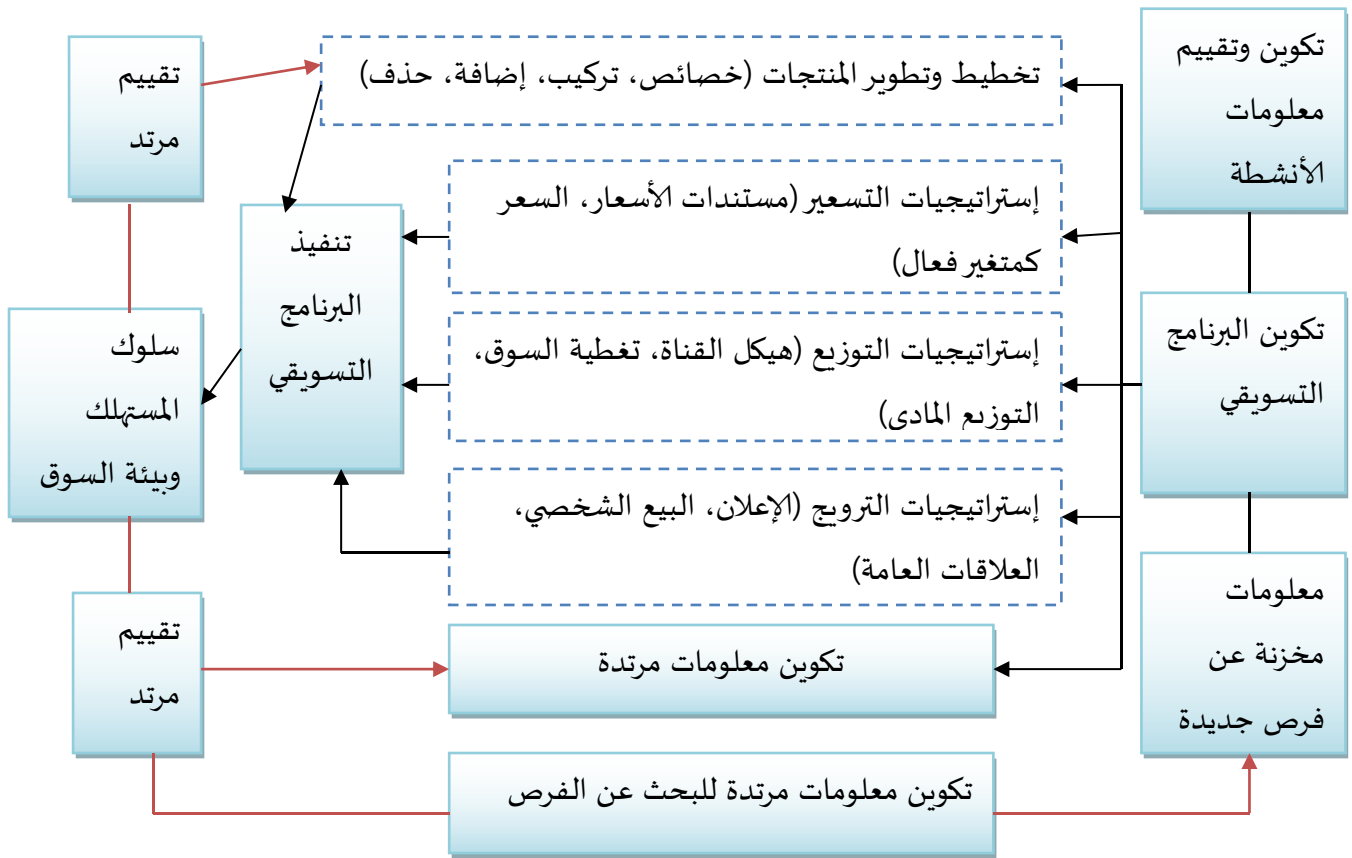 تكوين وتقييم
معلومات
الأنشطة
تكوين البرنامج
التسويقي
معلومات
مخزنة عن
فرص جديدة
تخطيط وتطوير المنتجات (خصائص، تركيب، إضافة، حذف)
إستراتيجيات التسعير (مستندات الأسعار، السعر
كمتغير فعال)
إستراتيجيات التوزيع (هيكل القناة، تغطية السوق،
التوزيع المادي)
إستراتيجيات الترويج (الإعلان، البيع الشخصي،
العلاقات العامة)
تكوين معلومات مرتدة
تكوين معلومات مرتدة للبحث عن الفرص
تنفيذ
البرنامج
التسويقي
تقييم
مرتد
سلوك
المستهلك
وبيئة السوق
تقييم
مرتد